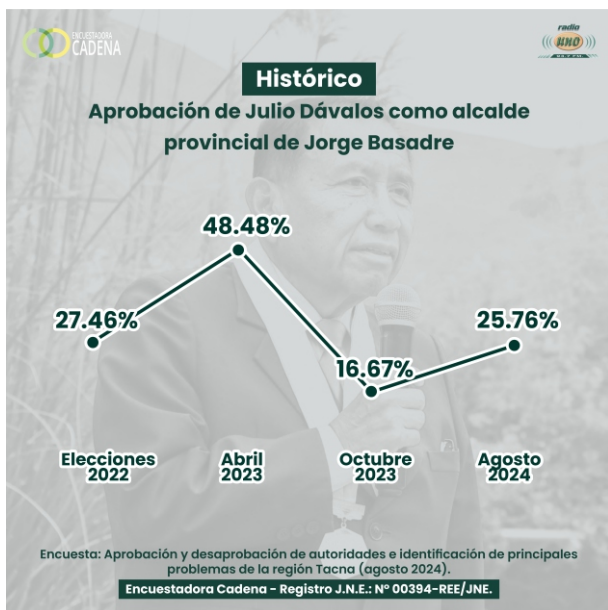 ENCUESTADORA
CADENA
radio
uno
Histórico
Aprobación de Julio Dávalos como alcalde
provincial de Jorge Basadre
48.48%
27.46%
25.76%
16.67%
Elecciones
2022
Abril
2023
Octubre
2023
Agosto
2024
Encuesta: Aprobación y desaprobación de autoridades e identificación de principales
problemas de la región Tacna (agosto 2024).
Encuestadora Cadena - Registro J.N.E.: N° 00394-REE/JNE.